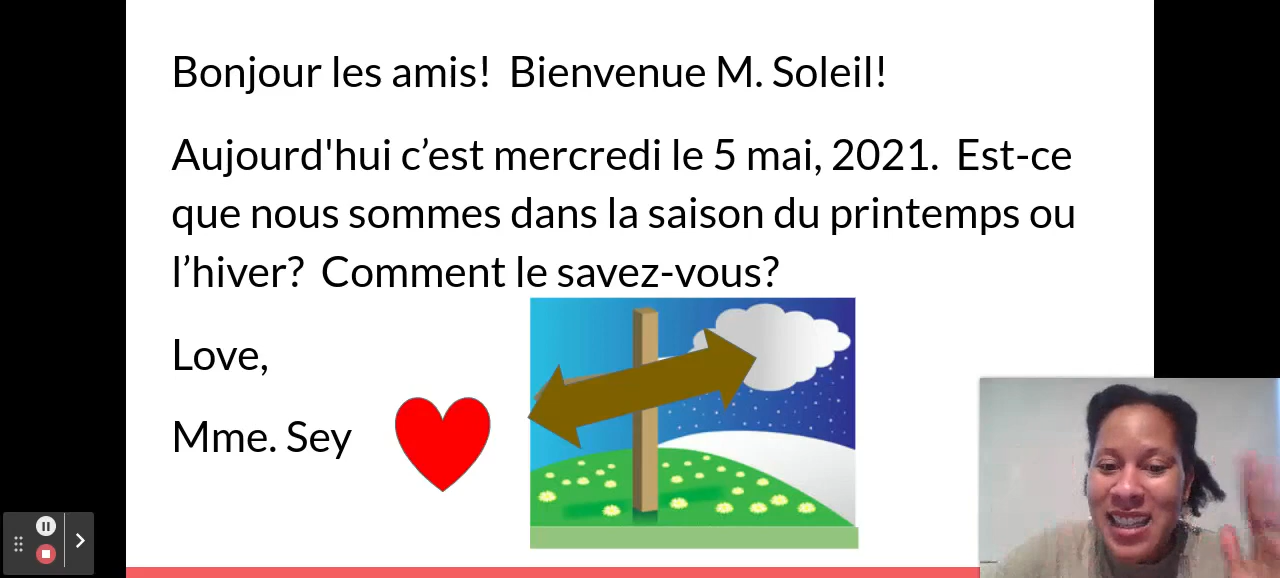 Bonjour les amis!  Bienvenue M. Soleil!
Aujourd'hui c’est mercredi le 5 mai, 2021.  Est-ce
que nous sommes dans la saison du printemps ou
l’hiver?  Comment le savez-vous?
Love,
Mme. Sey